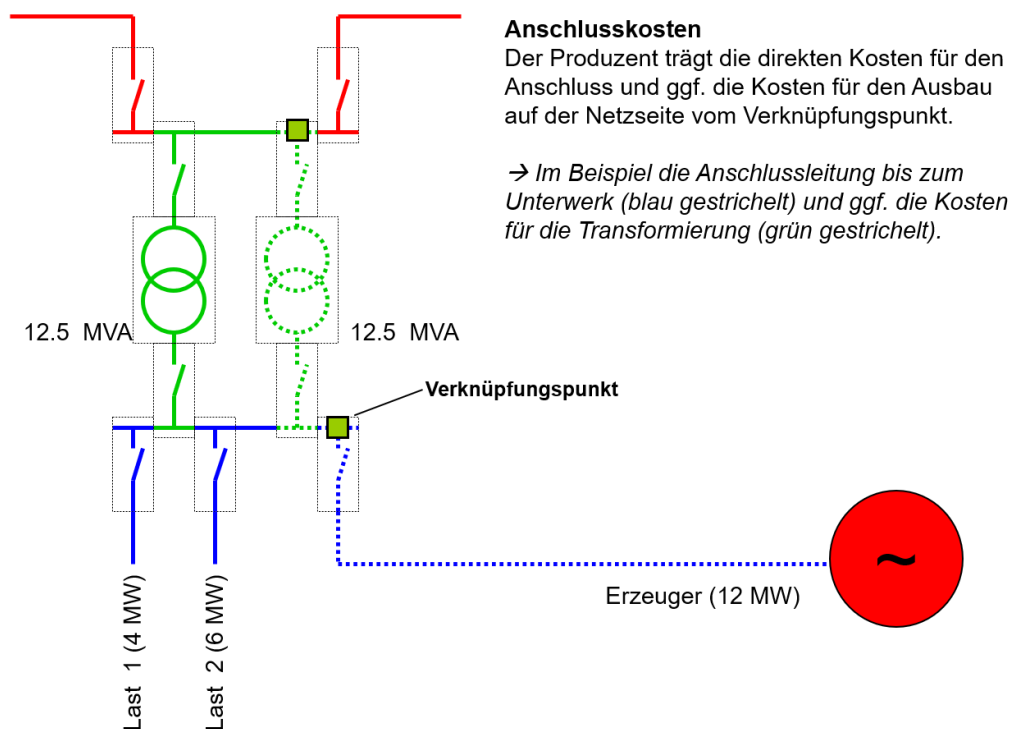 Anschlusskosten
Der Produzent trägt die direkten Kosten für den
Anschluss und ggf. die Kosten für den Ausbau
auf der Netzseite vom Verknüpfungspunkt.
→ Im Beispiel die Anschlussleitung bis zum
Unterwerk (blau gestrichelt) und ggf. die Kosten
für die Transformierung (grün gestrichelt).
12.5 MVA
12.5 MVA
Verknüpfungspunkt
~
Erzeuger (12 MW)
Last 1 (4 MW)
Last 2 (6 MW)